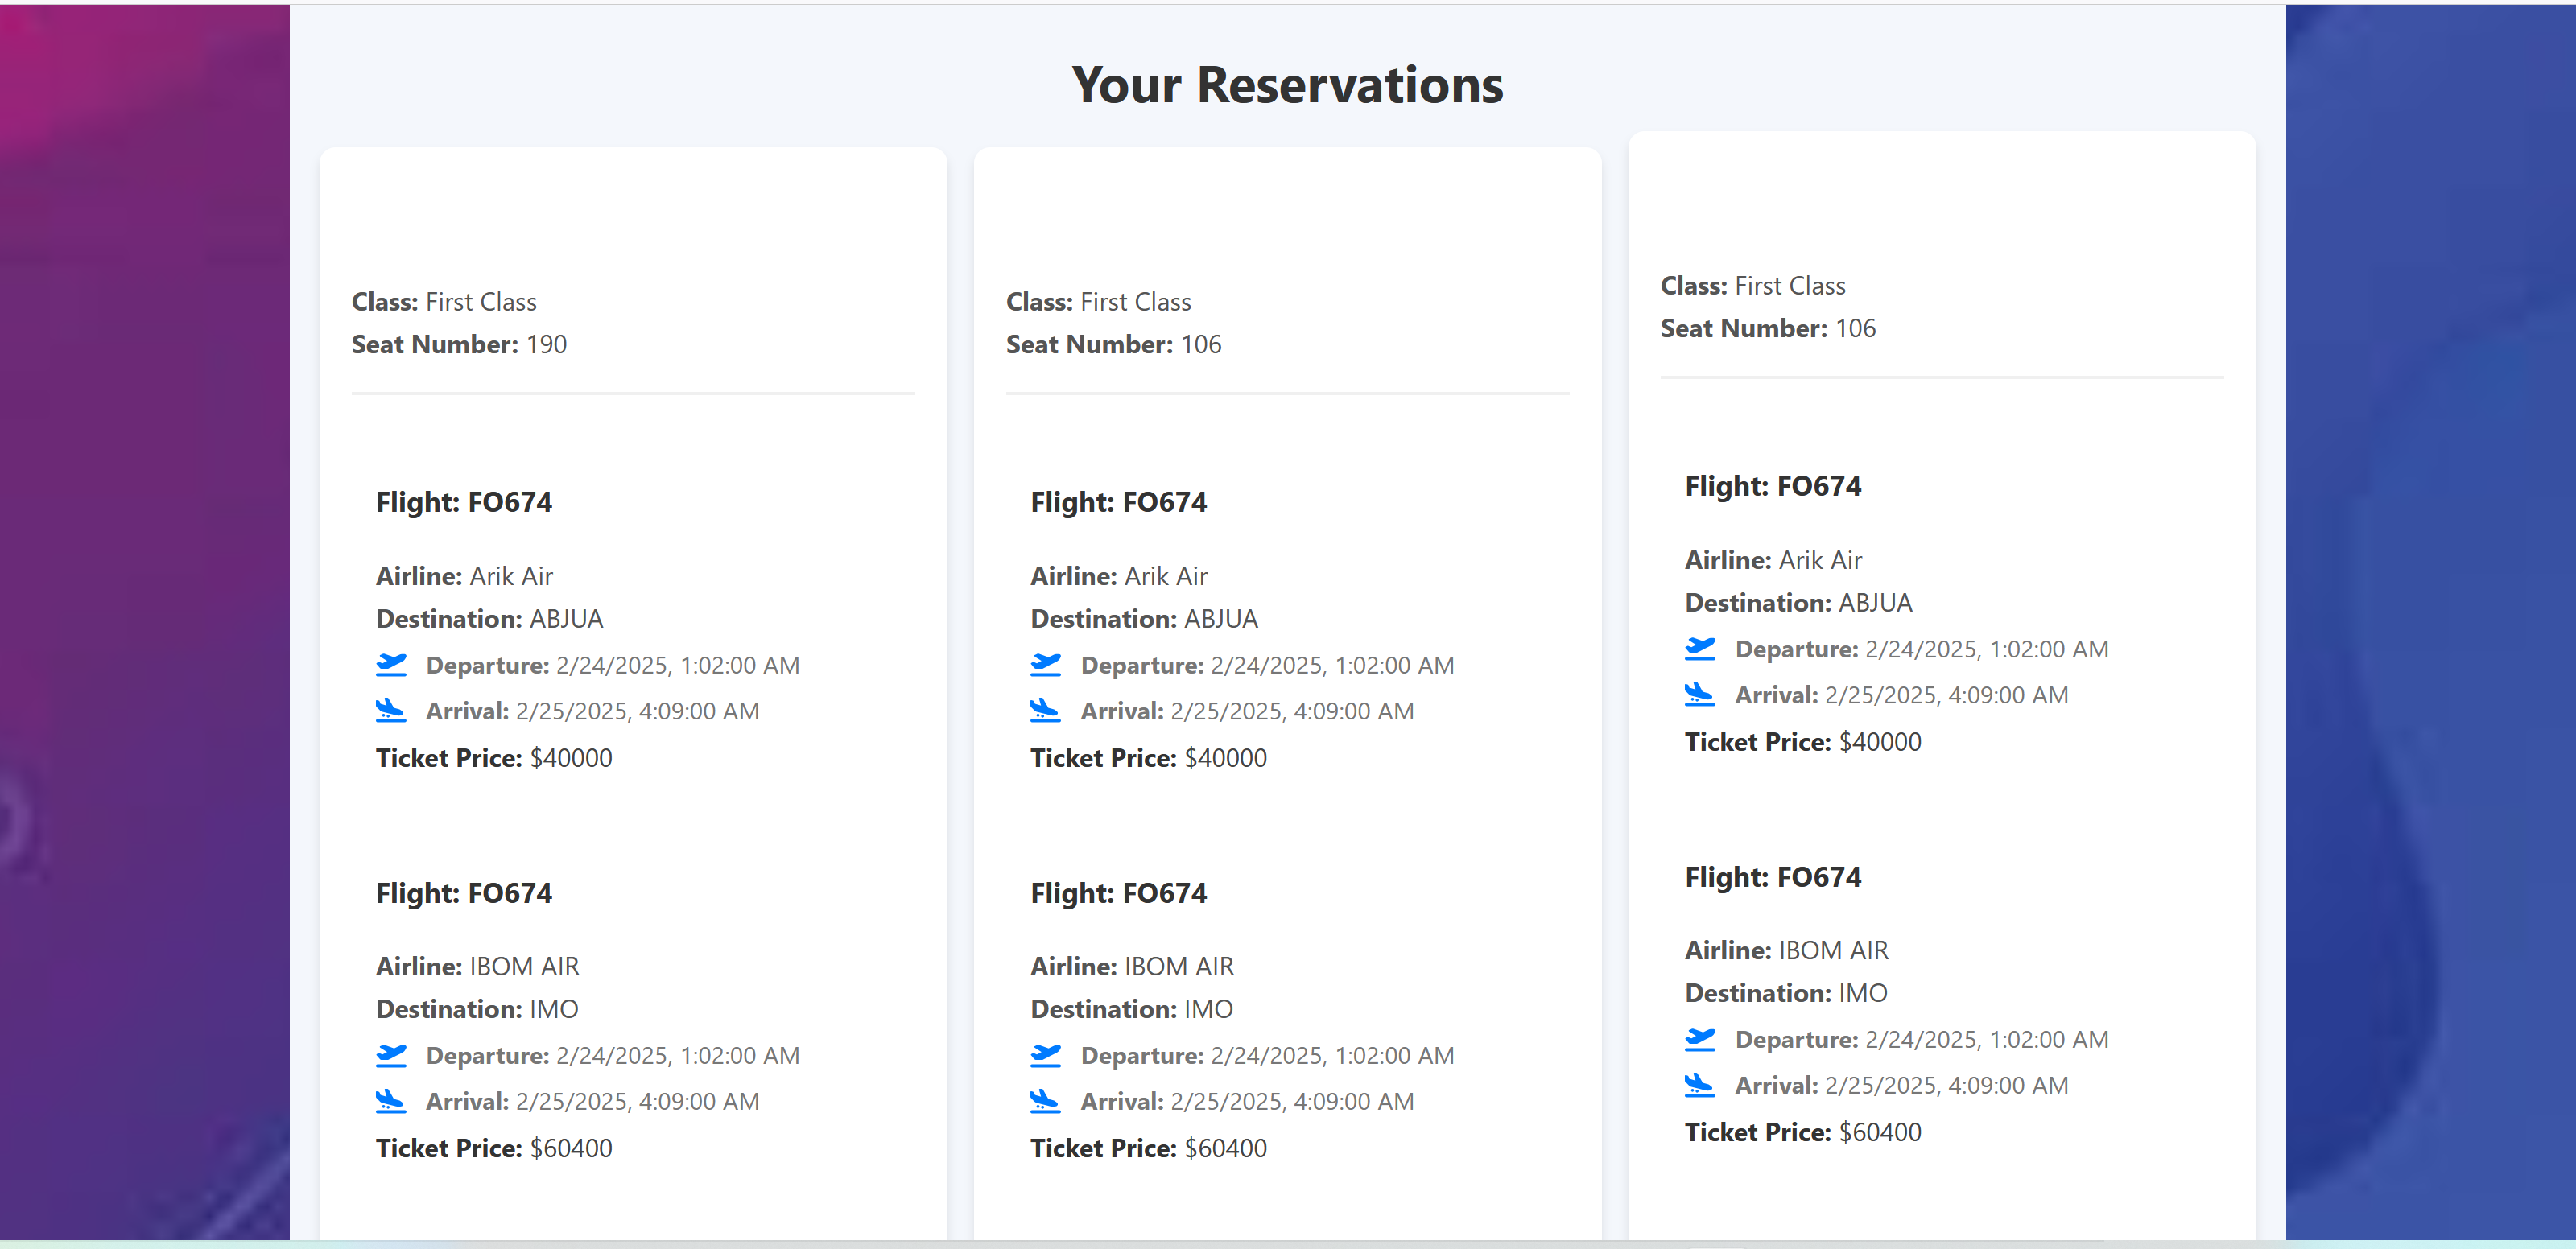 Your Reservations
Class: First Class
Seat Number: 190
Flight: FO674
Airline: Arik Air
Destination: ABJUA
Departure: 2/24/2025, 1:02:00 AM
Arrival: 2/25/2025, 4:09:00 AM
Ticket Price: $40000
Flight: FO674
Airline: IBOM AIR
Destination: IMO
Departure: 2/24/2025, 1:02:00 AM
Arrival: 2/25/2025, 4:09:00 AM
Ticket Price: $60400
Class: First Class
Seat Number: 106
Flight: FO674
Airline: Arik Air
Destination: ABJUA
Departure: 2/24/2025, 1:02:00 AM
Arrival: 2/25/2025, 4:09:00 AM
Ticket Price: $40000
Flight: FO674
Airline: IBOM AIR
Destination: IMO
Departure: 2/24/2025, 1:02:00 AM
Arrival: 2/25/2025, 4:09:00 AM
Ticket Price: $60400
Class: First Class
Seat Number: 106
Flight: FO674
Airline: Arik Air
Destination: ABJUA
Departure: 2/24/2025, 1:02:00 AM
Arrival: 2/25/2025, 4:09:00 AM
Ticket Price: $40000
Flight: FO674
Airline: IBOM AIR
Destination: IMO
Departure: 2/24/2025, 1:02:00 AM
Arrival: 2/25/2025, 4:09:00 AM
Ticket Price: $60400